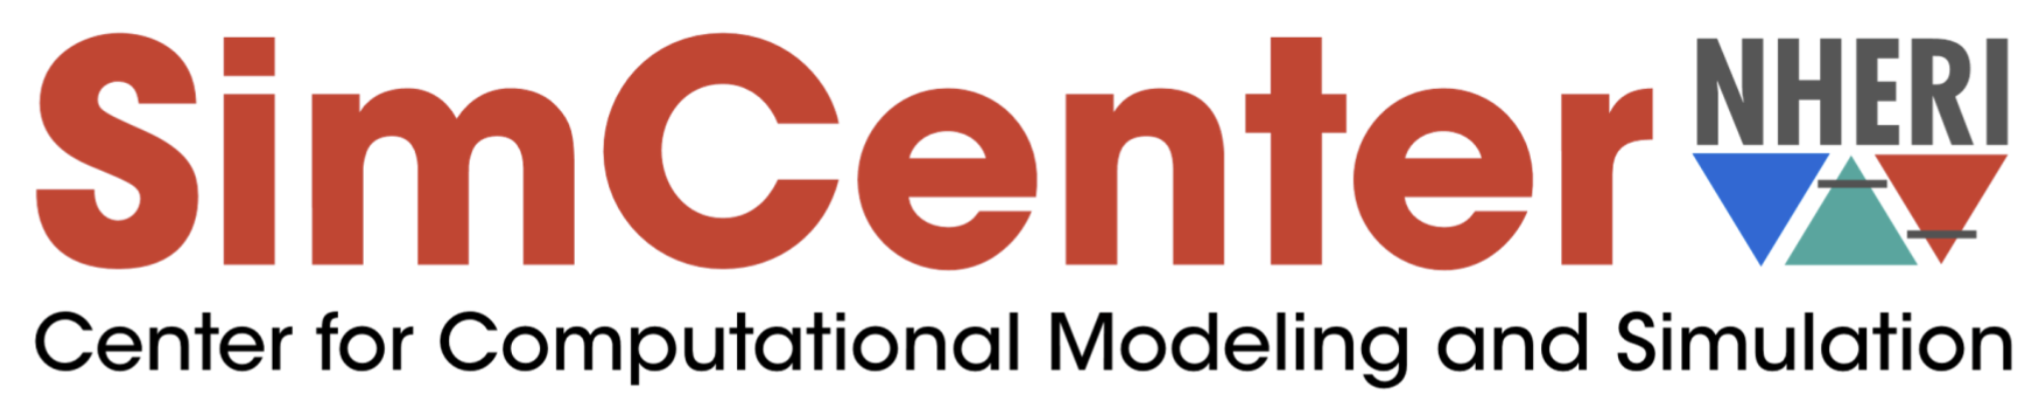 SimCenter
NHERI
Center for Computational Modeling and Simulation